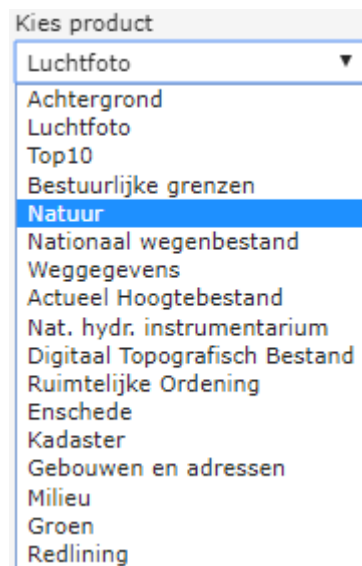 Kies product
Luchtfoto
Achtergrond
Luchtfoto
Top10
Bestuurlijke grenzen
Natuur
Nationaal wegenbestand
Weggegevens
Actueel Hoogtebestand
Nat. hydr. instrumentarium
Digitaal Topografisch Bestand
Ruimtelijke Ordening
Enschede
Kadaster
Gebouwen en adressen
Milieu
Groen
Redlining